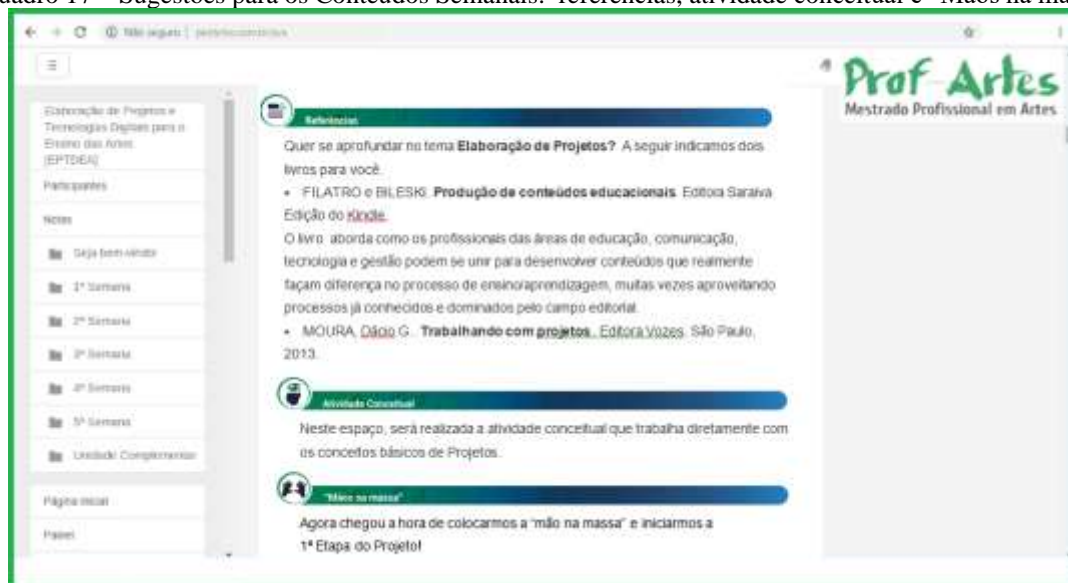 uadro 17 – Sugestões para os Conteúdos Semanais: referências, atividade conceitual e "Mãos na ma
Não seguro
Prof-Artes
Mestrado Profissional em Artes
Elaboração de Projetos e
Tecnologias Digitais para o
Ensino das Artes
(EPTDEA)
Participantes
Notas
Seja bem-vindo
1ª Semana
2ª Semana
3ª Semana
4ª Semana
5ª Semana
Unidade Complementar
Página inicial
Painel
Referências
Quer se aprofundar no tema Elaboração de Projetos? A seguir indicamos dois
livros para você.
• FILATRO e BILESKI. Produção de conteúdos educacionais. Editora Saraiva
Edição do Kindle.
O livro aborda como os profissionais das áreas de educação, comunicação,
tecnologia e gestão podem se unir para desenvolver conteúdos que realmente
façam diferença no processo de ensino/aprendizagem, muitas vezes aproveitando
processos já conhecidos e dominados pelo campo editorial.
• MOURA, Dácio G.. Trabalhando com projetos.. Editora Vozes. São Paulo,
2013.
Atividade Conceitual
Neste espaço, será realizada a atividade conceitual que trabalha diretamente com
os conceitos básicos de Projetos.
"Mãos na massa"
Agora chegou a hora de colocarmos a "mão na massa" e iniciarmos a
1ª Etapa do Projeto!